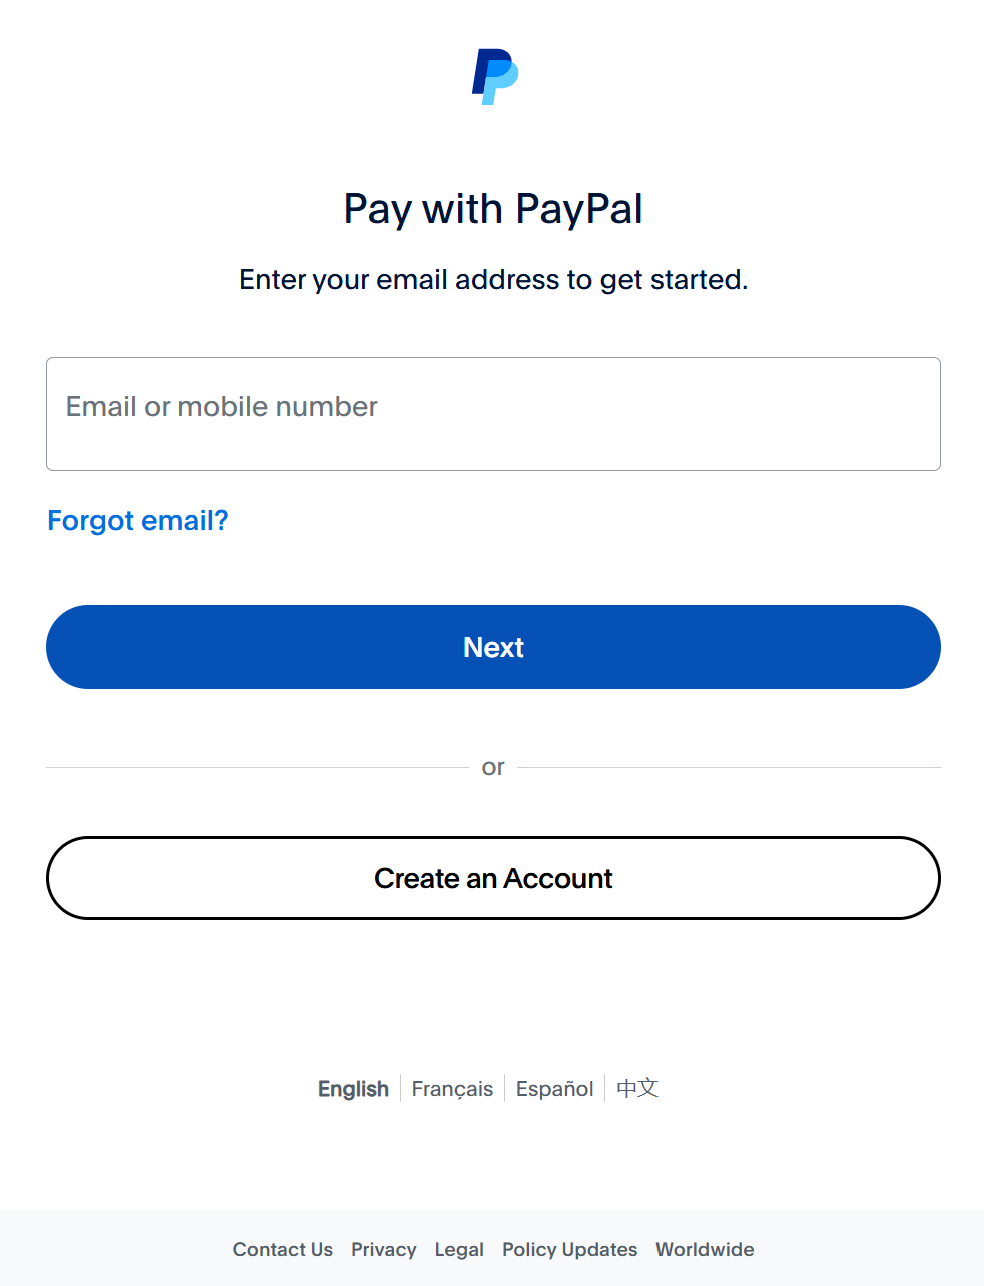 Pay with PayPal
Enter your email address to get started.
Email or mobile number
Forgot email?
Next
or
Create an Account
English Français Español 中文
Contact Us Privacy Legal Policy Updates Worldwide